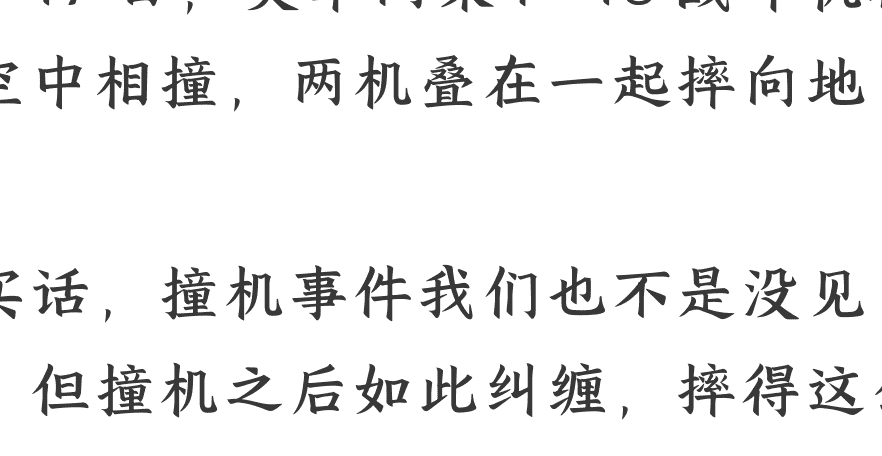 空中相撞，两机叠在一起摔向地
话，撞机事件我们也不是没见
但撞机之后如此纠缠，摔得这